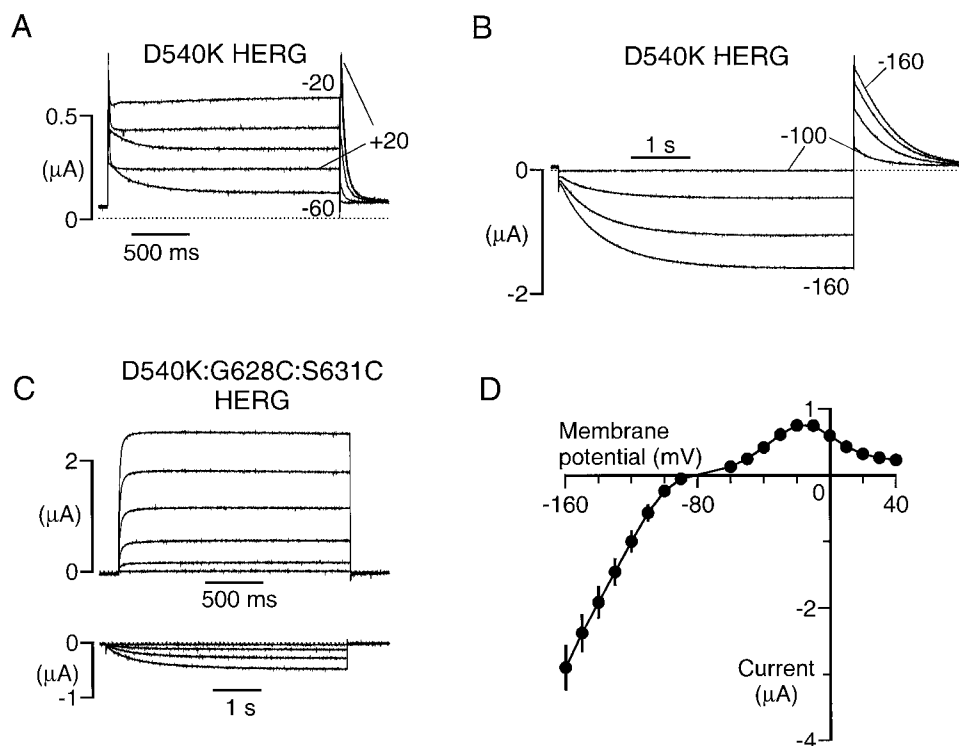 A
D540K HERG
-20
0.5
(µA)
+20
-60
0
500 ms
B
D540K HERG
-160
-100
1 s
0
(µA)
-160
-2
C
D540K:G628C:S631C
HERG
2
(µA)
0
500 ms
0
(µA)
-1
1 s
D
1
Membrane
potential (mV)
-160
-80
0
40
-2
Current
(µA)
-4